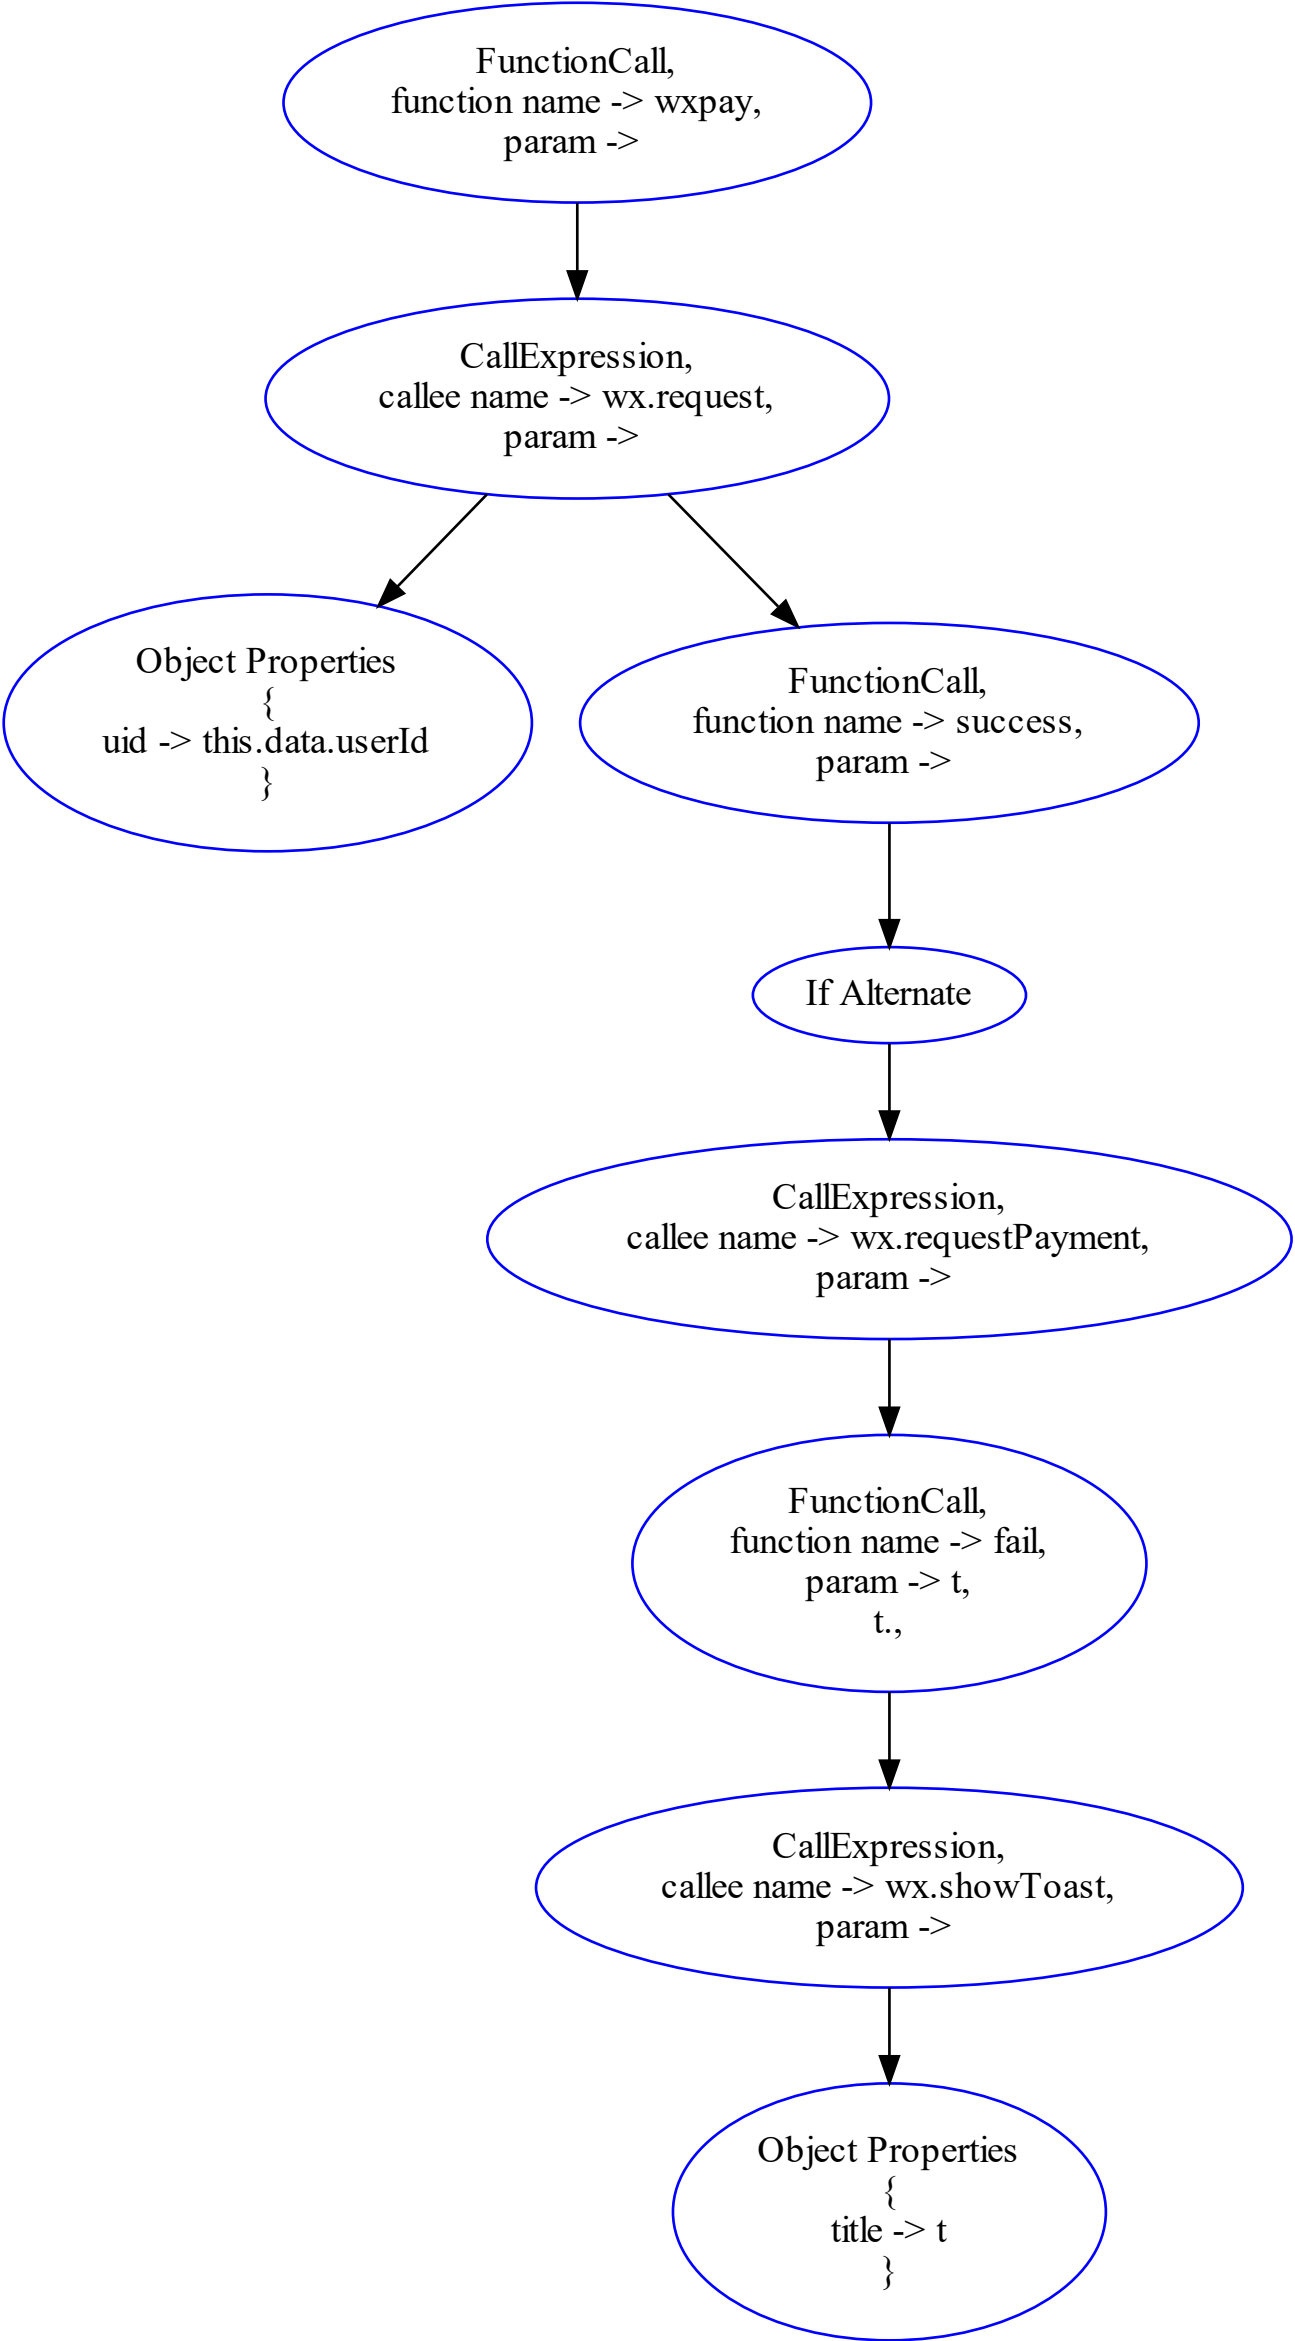 FunctionCall,
function name -> wxpay,
param ->
CallExpression,
callee name -> wx.request,
param ->
Object Properties
{
uid -> this.data.userId
}
FunctionCall,
function name -> success,
param ->
If Alternate
CallExpression,
callee name -> wx.requestPayment,
param ->
FunctionCall,
function name -> fail,
param -> t,
t.,
CallExpression,
callee name -> wx.showToast,
param ->
Object Properties
{
title -> t
}